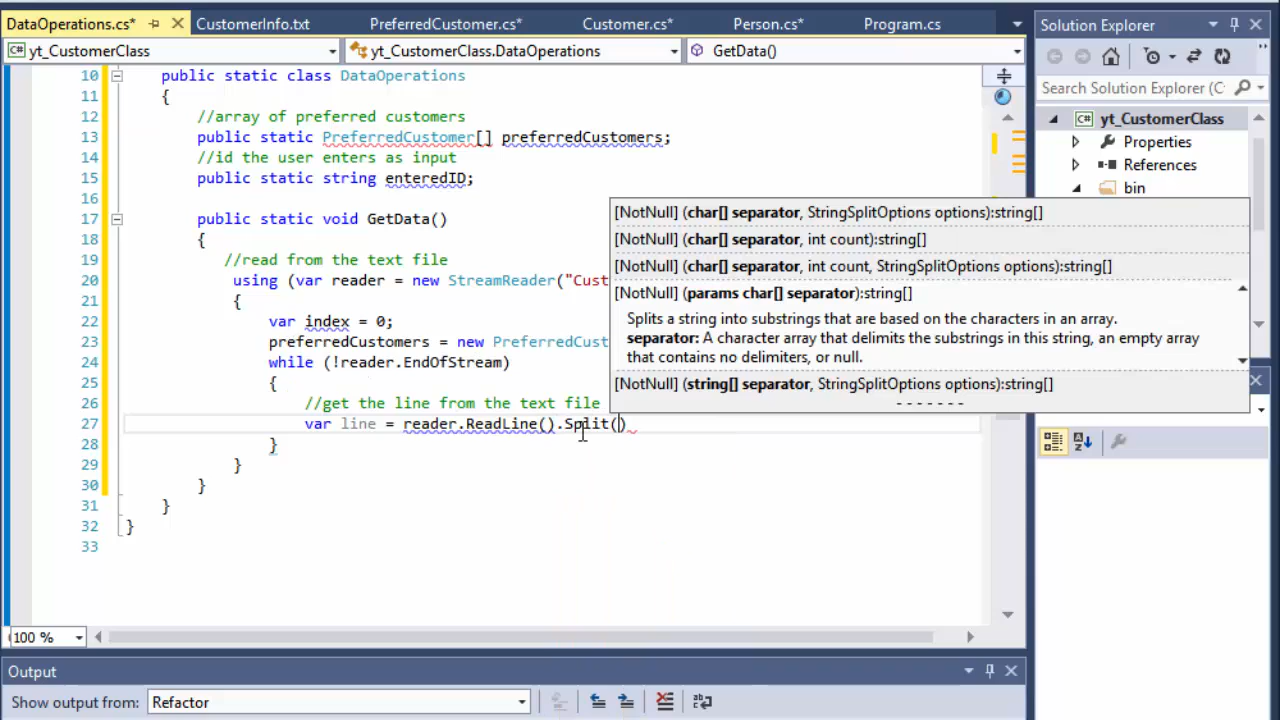 DataOperations.cs* CustomerInfo.txt PreferredCustomer.cs* Customer.cs* Person.cs* Program.cs
yt_CustomerClass yt_CustomerClass.DataOperations GetData()
10 public static class DataOperations
11 {
12 //array of preferred customers
13 public static PreferredCustomer[] preferredCustomers;
14 //id the user enters as input
15 public static string enteredID;
16
17 public static void GetData()
18 {
19 //read from the text file
20 using (var reader = new StreamReader("Cust
21 {
22 var index = 0;
23 preferredCustomers = new PreferredCust
24 while (!reader.EndOfStream)
25 {
26 //get the line from the text file
27 var line = reader.ReadLine().Split()
28 }
29 }
30 }
31 }
32 }
33
[NotNull] (char[] separator, StringSplitOptions options):string[]
[NotNull] (char[] separator, int count):string[]
[NotNull] (char[] separator, int count, StringSplitOptions options):string[]
[NotNull] (params char[] separator):string[]
Splits a string into substrings that are based on the characters in an array.
separator: A character array that delimits the substrings in this string, an empty array
that contains no delimiters, or null.
[NotNull] (string[] separator, StringSplitOptions options):string[]
100 %
Output
Show output from: Refactor
Solution Explorer
Search Solution Explorer (C
C# yt_CustomerClass
Properties
References
bin